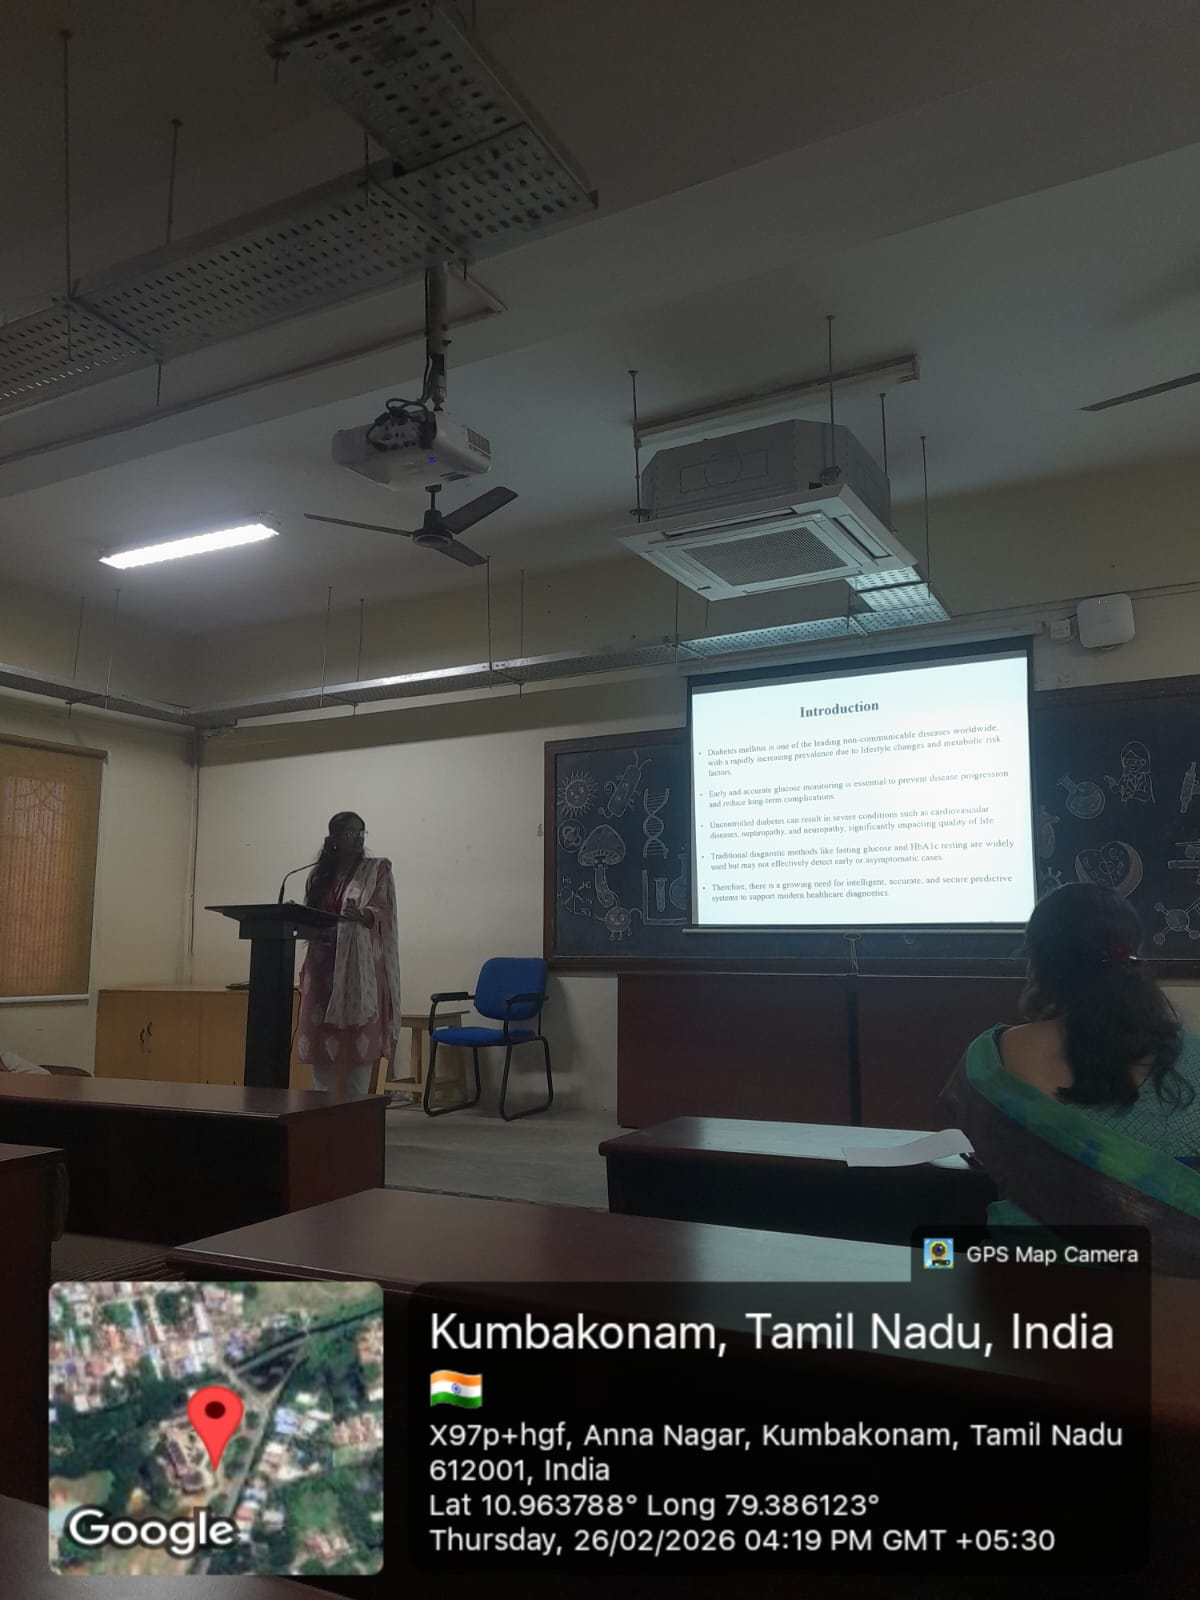 Introduction
• Diabetes mellitus is one of the leading non-communicable diseases worldwide,
with a rapidly increasing prevalence due to lifestyle changes and metabolic risk
factors.
• Early and accurate glucose monitoring is essential to prevent disease progression
and reduce long-term complications.
• Uncontrolled diabetes can result in severe conditions such as cardiovascular
diseases, nephropathy, and neuropathy, significantly impacting quality of life
• Traditional diagnostic methods like fasting glucose and HbA1c testing are widely
used but may not effectively detect early or asymptomatic cases.
• Therefore, there is a growing need for intelligent, accurate, and secure predictive
systems to support modern healthcare diagnostics.
GPS Map Camera
Kumbakonam, Tamil Nadu, India
X97p+hgf, Anna Nagar, Kumbakonam, Tamil Nadu
612001, India
Lat 10.963788° Long 79.386123°
Thursday, 26/02/2026 04:19 PM GMT +05:30
Google